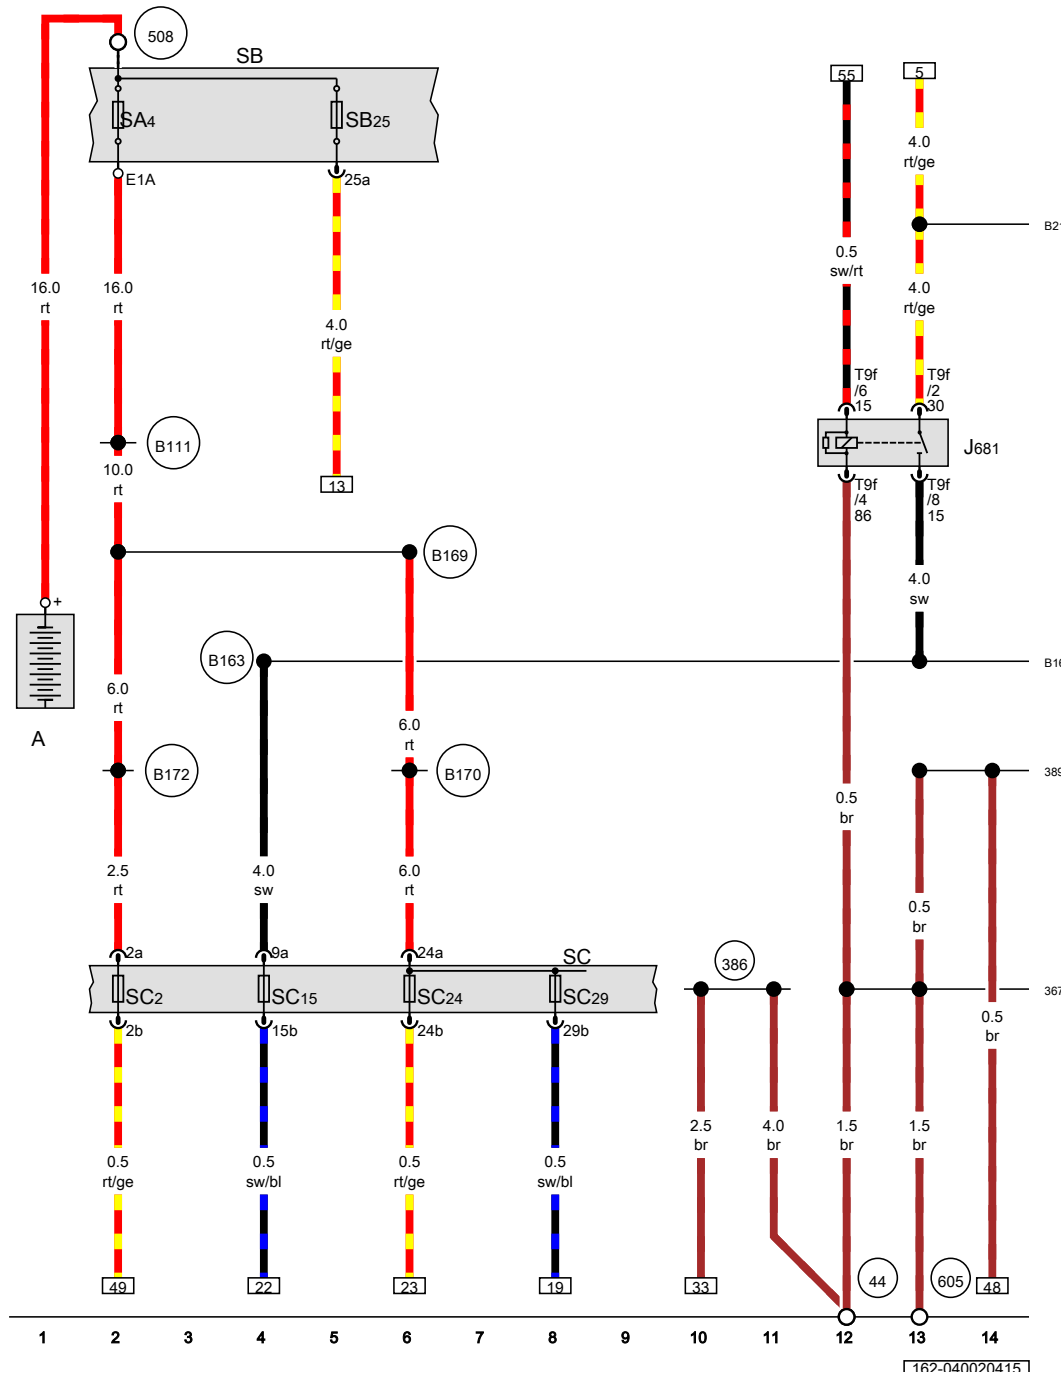 508
SB
55
5
SA4
SB25
4.0
rt/ge
E1A
25a
B21
0.5
sw/rt
16.0
rt
16.0
rt
4.0
rt/ge
4.0
rt/ge
T9f
/6
15
T9f
/2
30
B111
J681
10.0
rt
13
T9f
/4
86
T9f
/8
15
B169
4.0
sw
+
B163
B16
A
6.0
rt
6.0
rt
B172
B170
389
0.5
br
2.5
rt
4.0
sw
6.0
rt
0.5
br
2a
9a
24a
SC
386
SC2
SC15
SC24
SC29
367
2b
15b
24b
29b
0.5
br
2.5
br
4.0
br
1.5
br
1.5
br
0.5
rt/ge
0.5
sw/bl
0.5
rt/ge
0.5
sw/bl
49
22
23
19
33
44
605
48
1 2 3 4 5 6 7 8 9 10 11 12 13 14
162-040020415